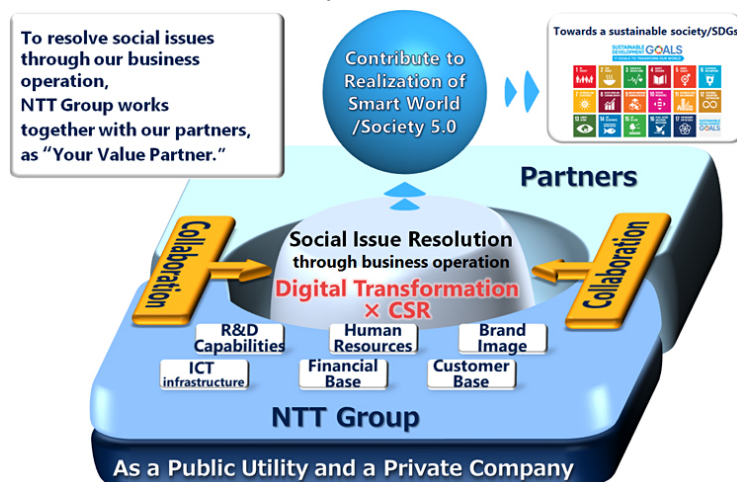 To resolve social issues
through our business
operation,
NTT Group works
together with our partners,
as “Your Value Partner.”
Contribute to
Realization of
Smart World
/Society 5.0
Towards a sustainable society/SDGs
SUSTAINABLE
DEVELOPMENT GOALS
Partners
Collaboration
Collaboration
Social Issue Resolution
through business operation
Digital Transformation
× CSR
R&D
Capabilities
Human
Resources
Brand
Image
ICT
infrastructure
Financial
Base
Customer
Base
NTT Group
As a Public Utility and a Private Company